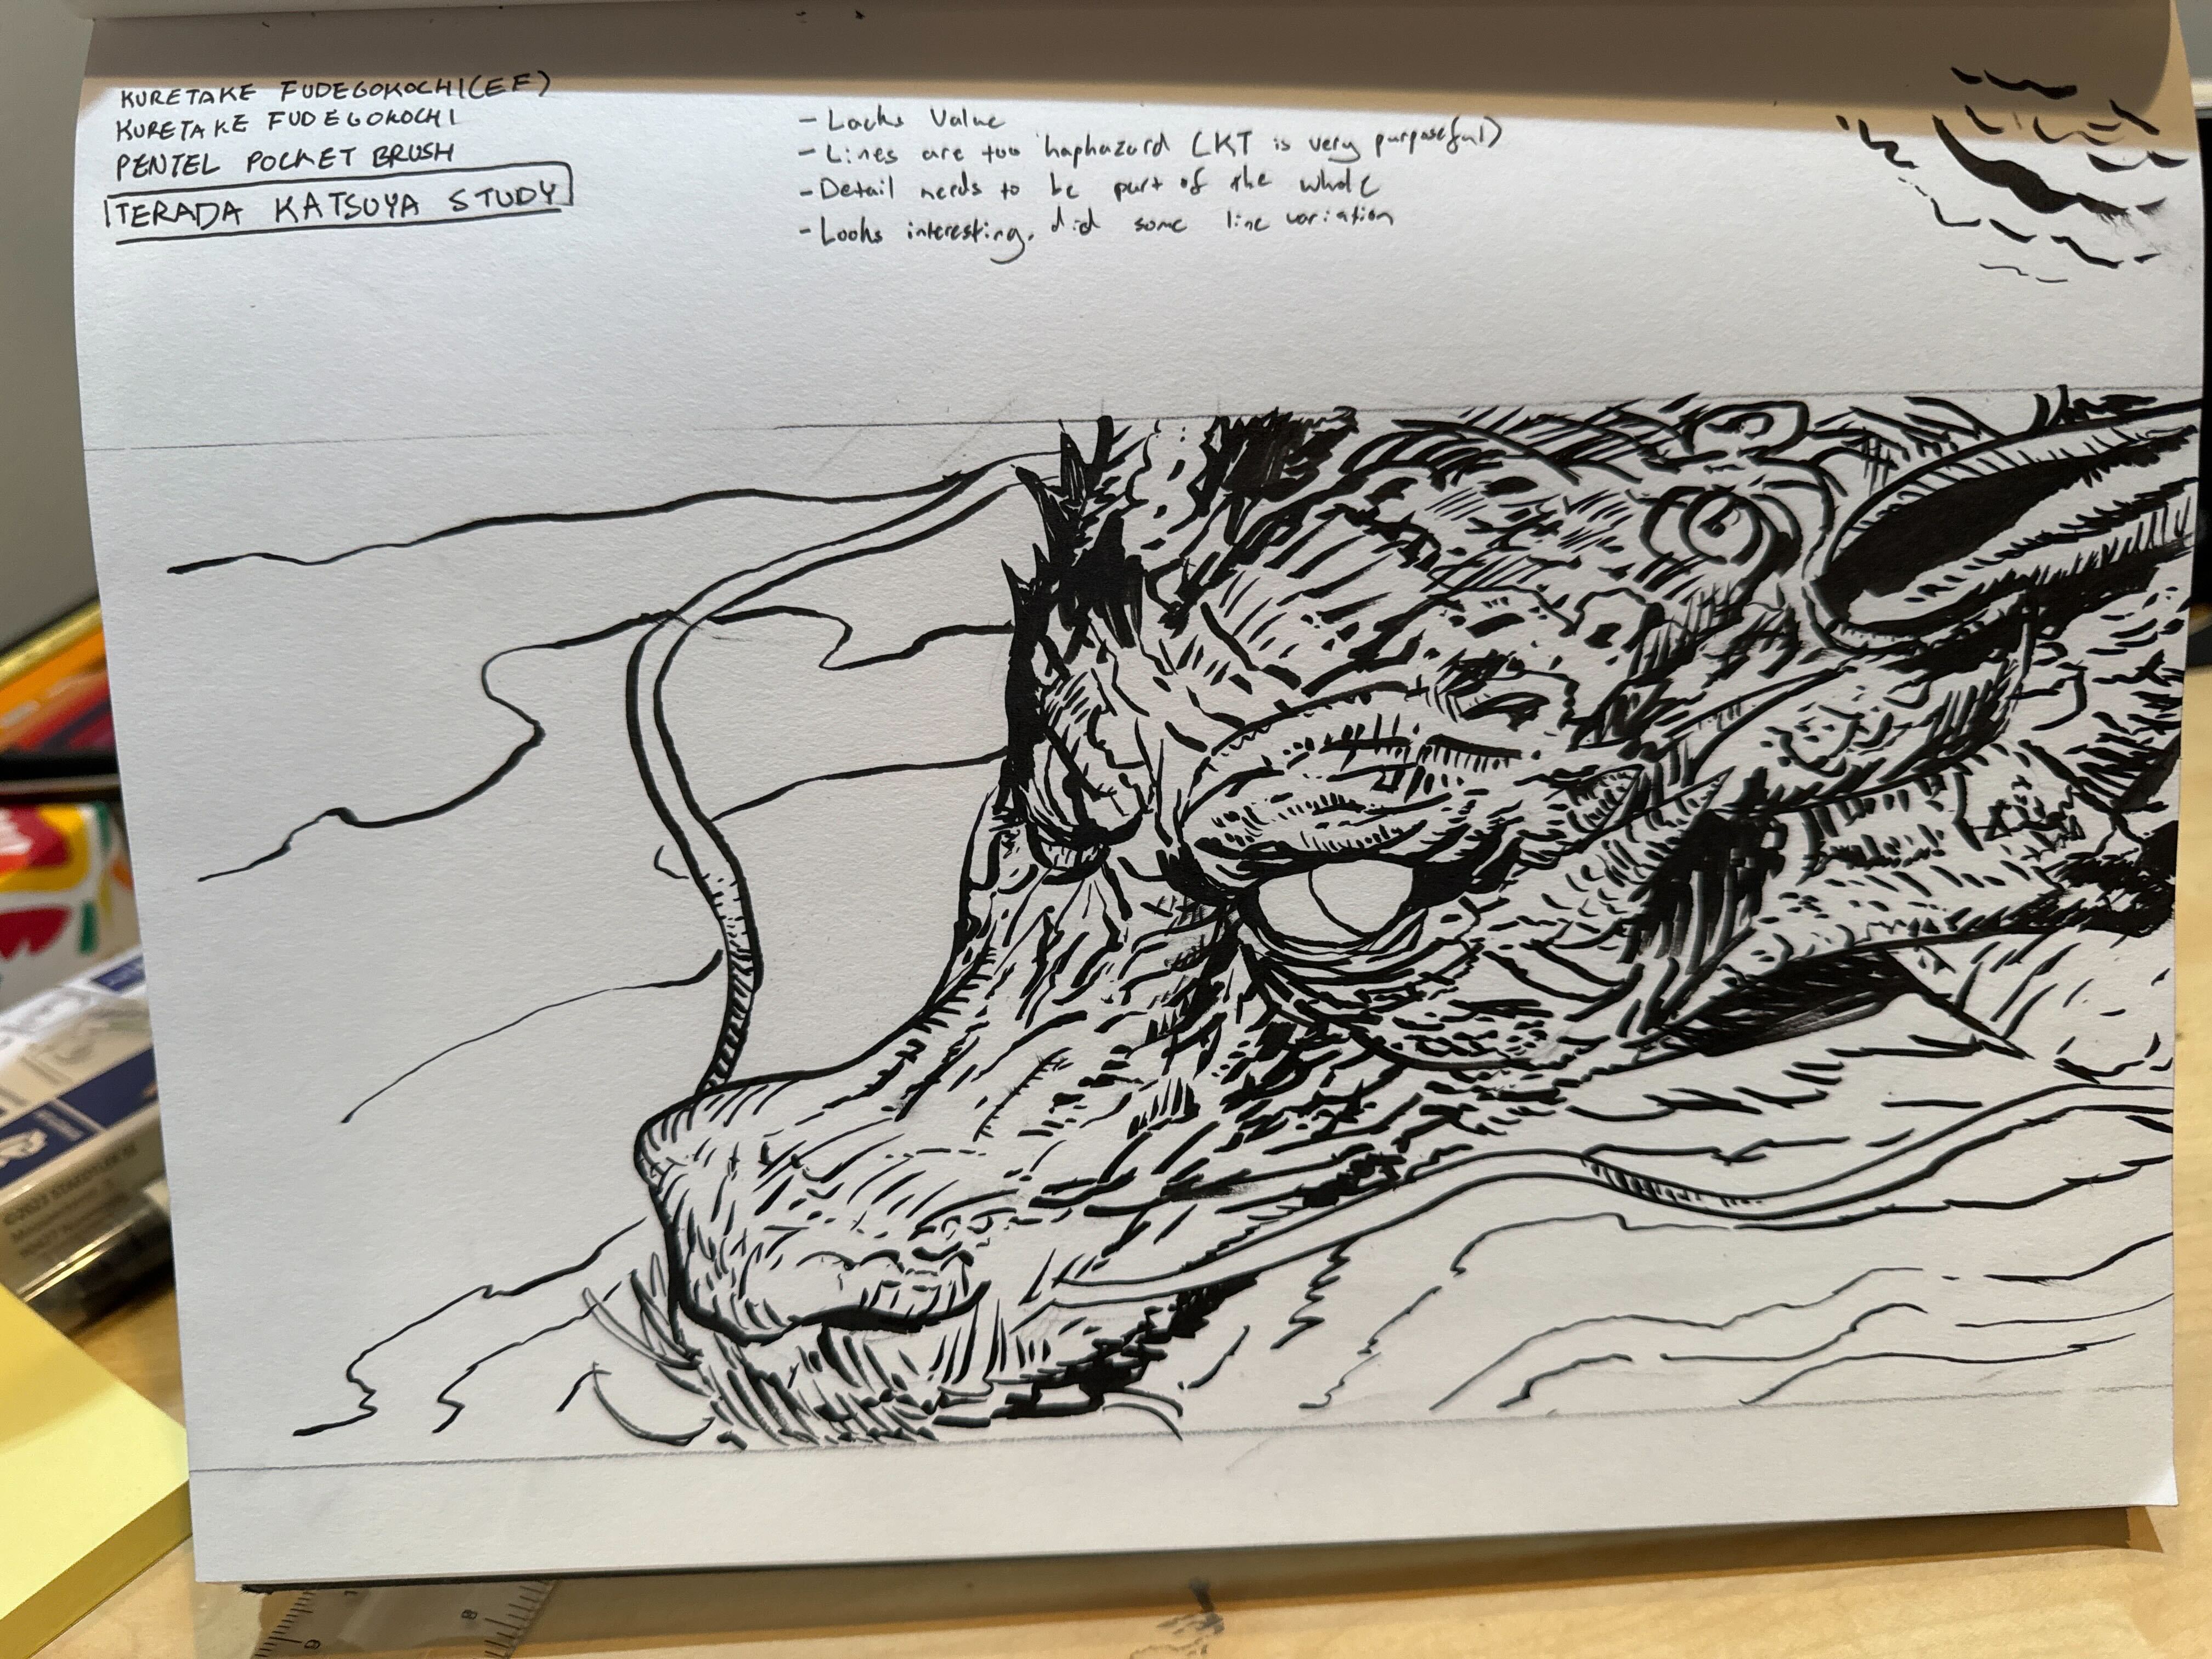 KURETAKE FUDEGOKOCHI(EF)
KURETAKE FUDEGOKOCHI
PENTEL POCKET BRUSH
TERADA KATSUYA STUDY
- Lacks Value
- Lines are too haphazard (KT is very purposeful)
- Detail needs to be part of the whole
- Looks interesting, did some line variation